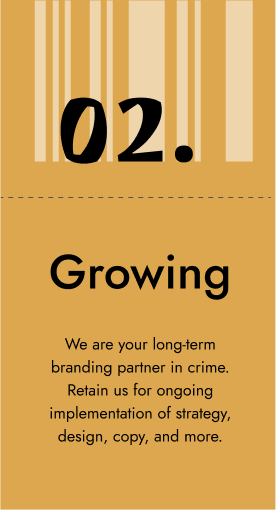 02.
Growing
We are your long-term
branding partner in crime.
Retain us for ongoing
implementation of strategy,
design, copy, and more.